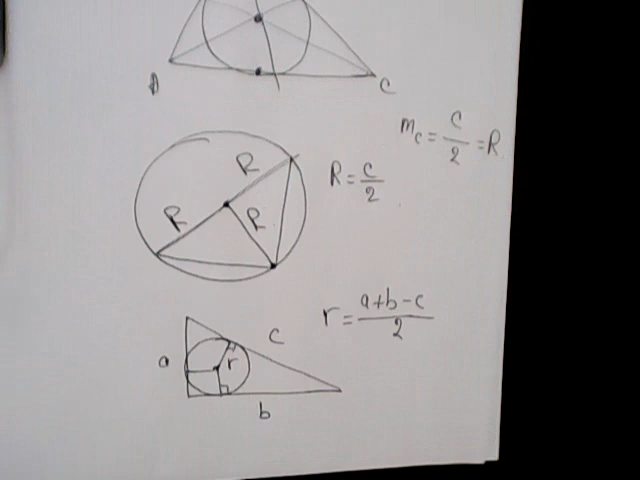 A C
m_c = c/2 = R
R R = c/2
R R
r = (a+b-c)/2
c
a r
b